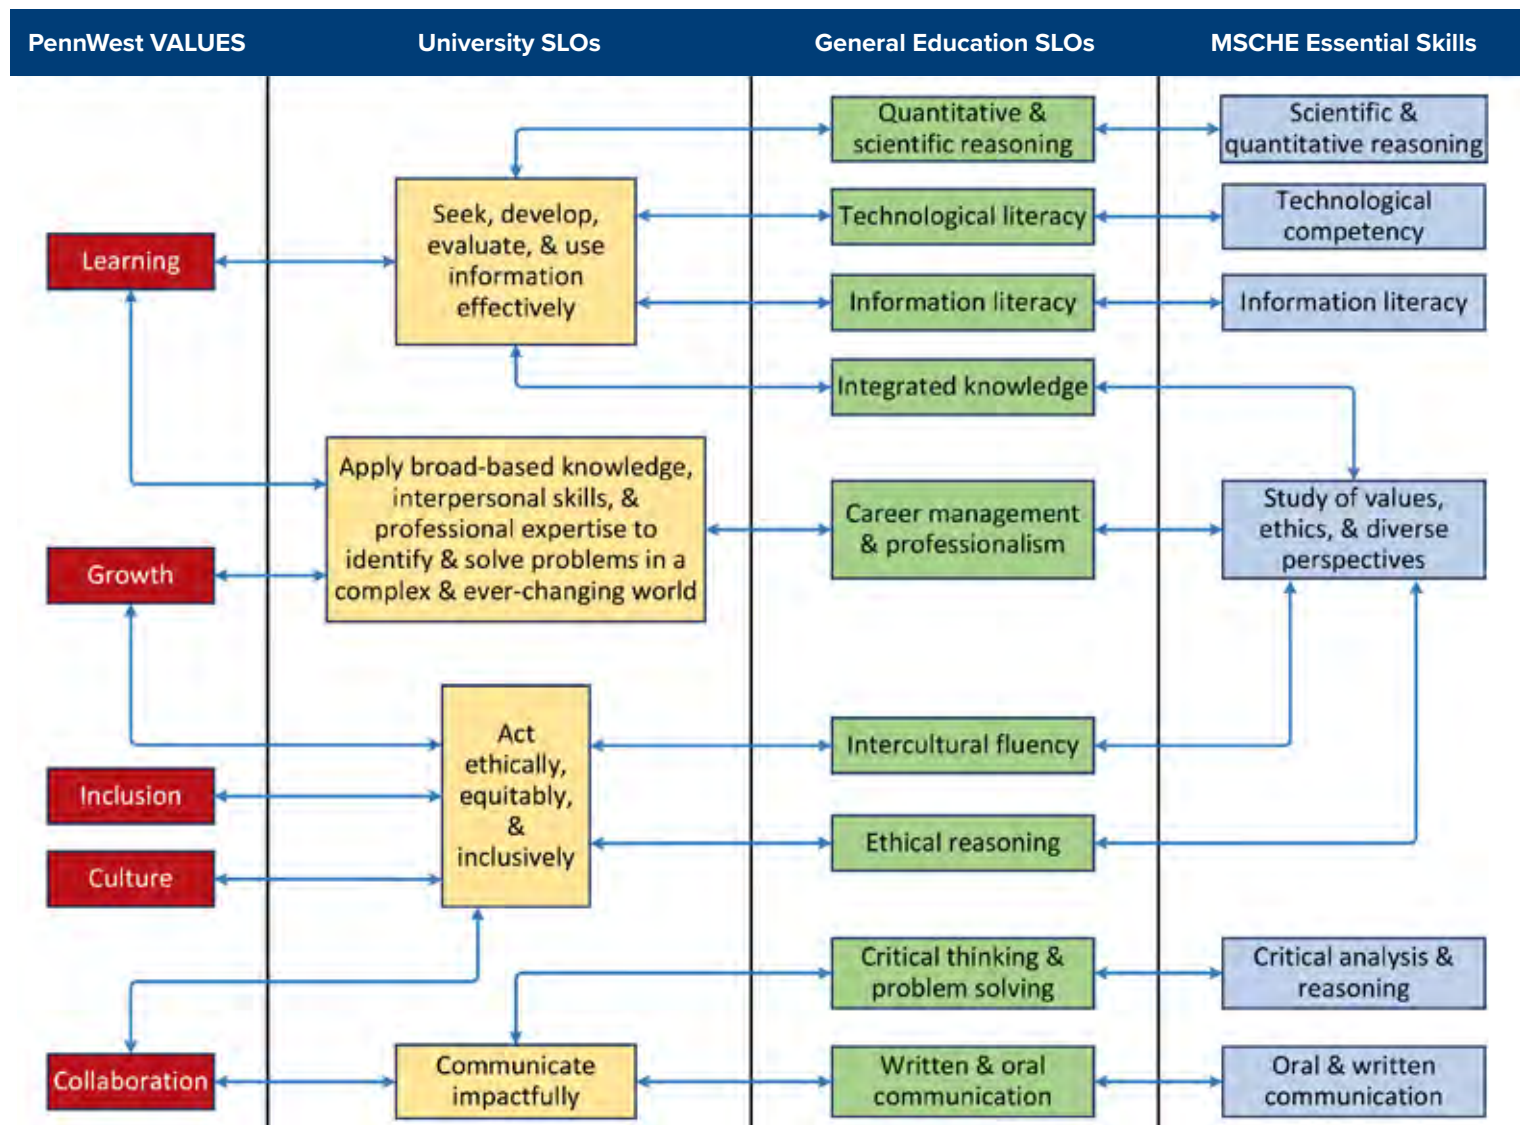 PennWest VALUES
University SLOs
General Education SLOs
MSCHE Essential Skills
Learning
Growth
Inclusion
Culture
Collaboration
Seek, develop,
evaluate, & use
information
effectively
Apply broad-based knowledge,
interpersonal skills, &
professional expertise to
identify & solve problems in a
complex & ever-changing world
Act
ethically,
equitably,
&
inclusively
Communicate
impactfully
Quantitative &
scientific reasoning
Technological literacy
Information literacy
Integrated knowledge
Career management
& professionalism
Intercultural fluency
Ethical reasoning
Critical thinking &
problem solving
Written & oral
communication
Scientific &
quantitative reasoning
Technological
competency
Information literacy
Study of values,
ethics, & diverse
perspectives
Critical analysis &
reasoning
Oral & written
communication